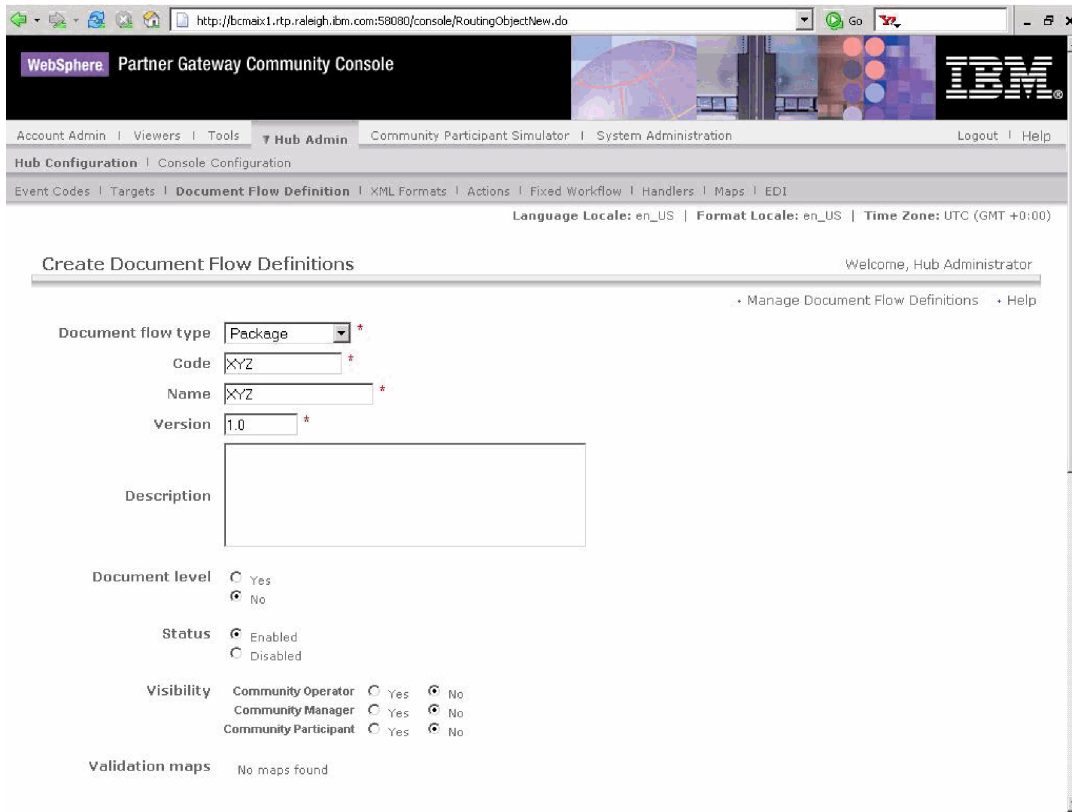 http://bcmaix1.rtp.raleigh.ibm.com:58080/console/RoutingObjectNew.do Go Y!
WebSphere Partner Gateway Community Console IBM®
Account Admin | Viewers | Tools Hub Admin Community Participant Simulator | System Administration Logout | Help
Hub Configuration | Console Configuration
Event Codes | Targets | Document Flow Definition | XML Formats | Actions | Fixed Workflow | Handlers | Maps | EDI
Language Locale: en_US | Format Locale: en_US | Time Zone: UTC (GMT +0:00)
Create Document Flow Definitions Welcome, Hub Administrator
• Manage Document Flow Definitions • Help
Document flow type Package *
Code XYZ *
Name XYZ *
Version 1.0 *
Description
Document level Yes
No
Status Enabled
Disabled
Visibility Community Operator Yes No
Community Manager Yes No
Community Participant Yes No
Validation maps No maps found